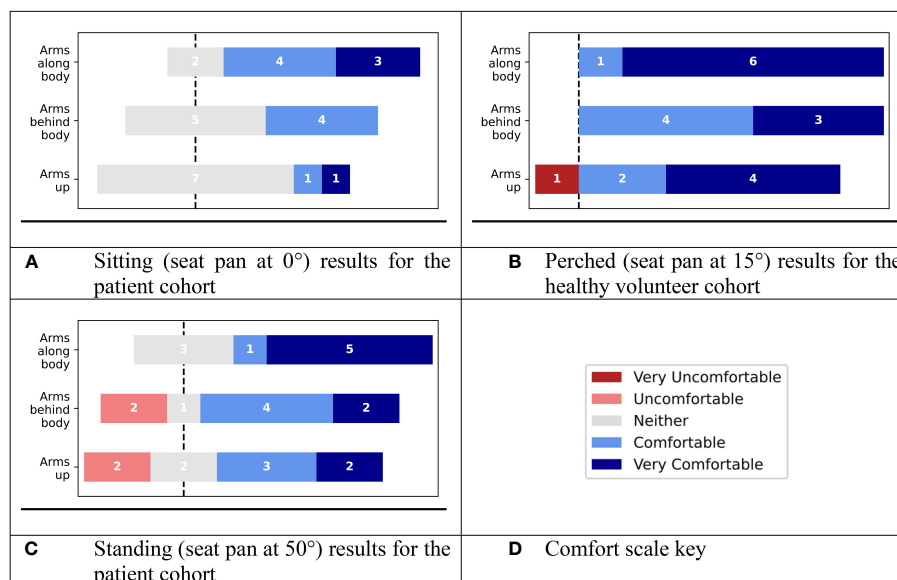 Arms
along
body
2 4 3
Arms
behind
body
5 4
Arms
up
7 1 1
A Sitting (seat pan at 0°) results for the
patient cohort
Arms
along
body
1 6
Arms
behind
body
4 3
Arms
up
1 2 4
B Perched (seat pan at 15°) results for the
healthy volunteer cohort
Arms
along
body
3 1 5
Arms
behind
body
2 1 4 2
Arms
up
2 2 3 2
C Standing (seat pan at 50°) results for the
patient cohort
Very Uncomfortable
Uncomfortable
Neither
Comfortable
Very Comfortable
D Comfort scale key